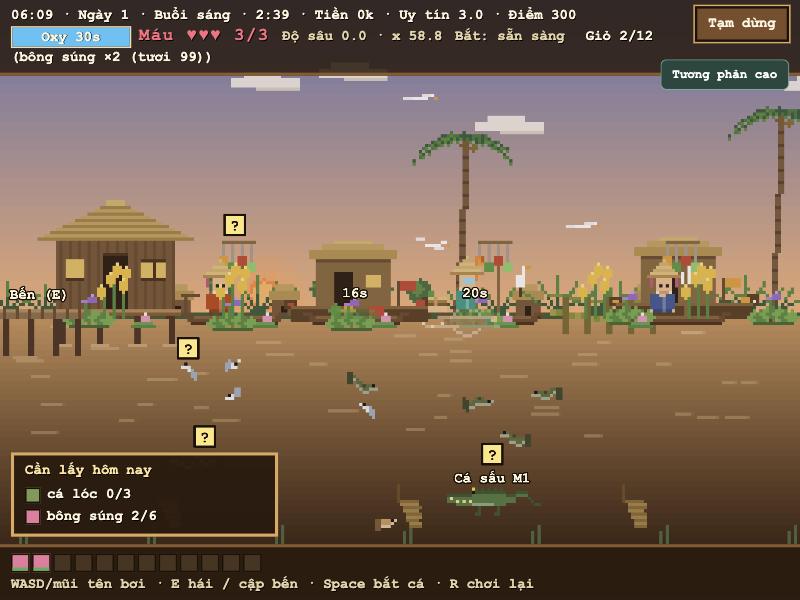 06:09 · Ngày 1 · Buổi sáng · 2:39 · Tiền 0k · Uy tín 3.0 · Điểm 300
Tạm dừng
Oxy 30s Máu ♥♥♥ 3/3 Độ sâu 0.0 · x 58.8 Bắt: sẵn sàng Giỏ 2/12
(bông súng ×2 (tươi 99))
Tương phản cao
?
Bến (E)
16s
20s
?
?
?
Cá sấu M1
Cần lấy hôm nay
cá lóc 0/3
bông súng 2/6
WASD/mũi tên bơi · E hái / cập bến · Space bắt cá · R chơi lại